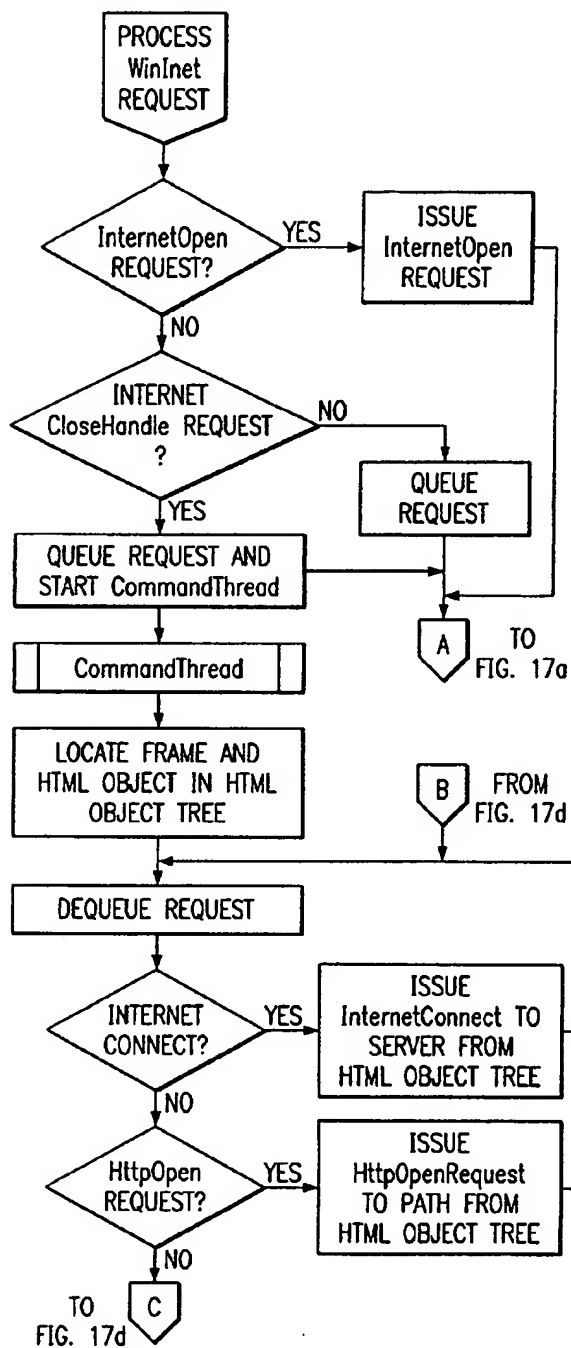 PROCESS
WinInet
REQUEST
InternetOpen
REQUEST?
YES
ISSUE
InternetOpen
REQUEST
NO
INTERNET
CloseHandle REQUEST
?
NO
QUEUE
REQUEST
YES
QUEUE REQUEST AND
START CommandThread
A
TO
FIG. 17a
CommandThread
LOCATE FRAME AND
HTML OBJECT IN HTML
OBJECT TREE
B
FROM
FIG. 17d
DEQUEUE REQUEST
INTERNET
CONNECT?
YES
ISSUE
InternetConnect TO
SERVER FROM
HTML OBJECT TREE
NO
HttpOpen
REQUEST?
YES
ISSUE
HttpOpenRequest
TO PATH FROM
HTML OBJECT TREE
NO
C
TO
FIG. 17d